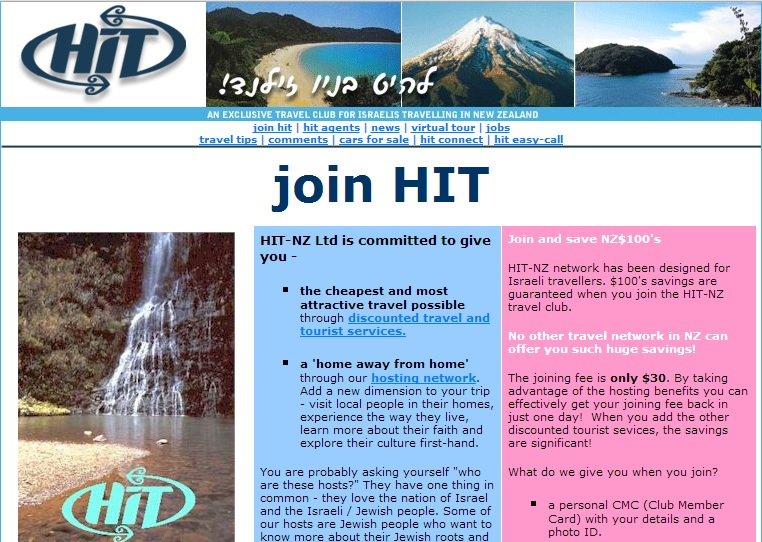 HiT
להיט בניו זילנד!
AN EXCLUSIVE TRAVEL CLUB FOR ISRAELIS TRAVELLING IN NEW ZEALAND
join hit | hit agents | news | virtual tour | jobs
travel tips | comments | cars for sale | hit connect | hit easy-call
join HIT
HIT-NZ Ltd is committed to give
you -
the cheapest and most
attractive travel possible
through discounted travel and
tourist services.
a 'home away from home'
through our hosting network.
Add a new dimension to your trip
- visit local people in their homes,
experience the way they live,
learn more about their faith and
explore their culture first-hand.
You are probably asking yourself "who
are these hosts?" They have one thing in
common - they love the nation of Israel
and the Israeli / Jewish people. Some of
our hosts are Jewish people who want to
know more about their Jewish roots and
Join and save NZ$100's
HIT-NZ network has been designed for
Israeli travellers. $100's savings are
guaranteed when you join the HIT-NZ
travel club.
No other travel network in NZ can
offer you such huge savings!
The joining fee is only $30. By taking
advantage of the hosting benefits you can
effectively get your joining fee back in
just one day!  When you add the other
discounted tourist sevices, the savings
are significant!
What do we give you when you join?
a personal CMC (Club Member
Card) with your details and a
photo ID.
HiT